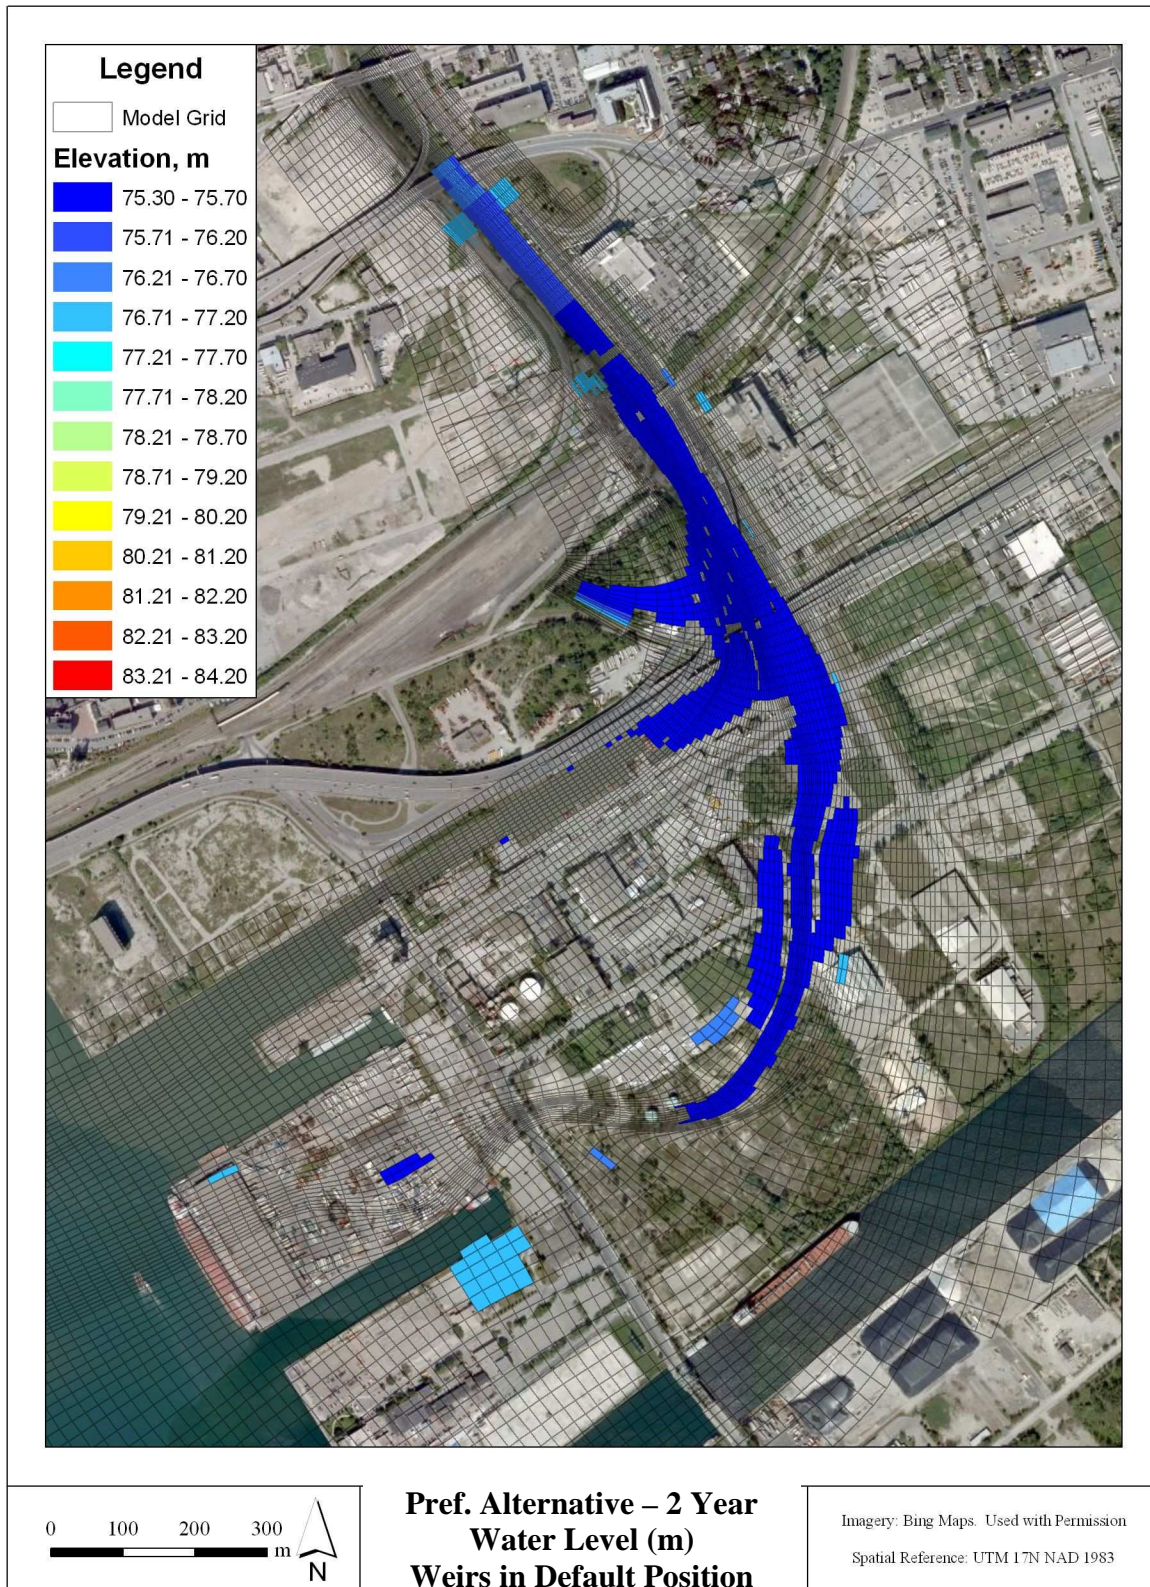 Legend
Model Grid
Elevation, m
75.30 - 75.70
75.71 - 76.20
76.21 - 76.70
76.71 - 77.20
77.21 - 77.70
77.71 - 78.20
78.21 - 78.70
78.71 - 79.20
79.21 - 80.20
80.21 - 81.20
81.21 - 82.20
82.21 - 83.20
83.21 - 84.20
0 100 200 300
m
N
Pref. Alternative – 2 Year
Water Level (m)
Weirs in Default Position
Imagery: Bing Maps. Used with Permission
Spatial Reference: UTM 17N NAD 1983